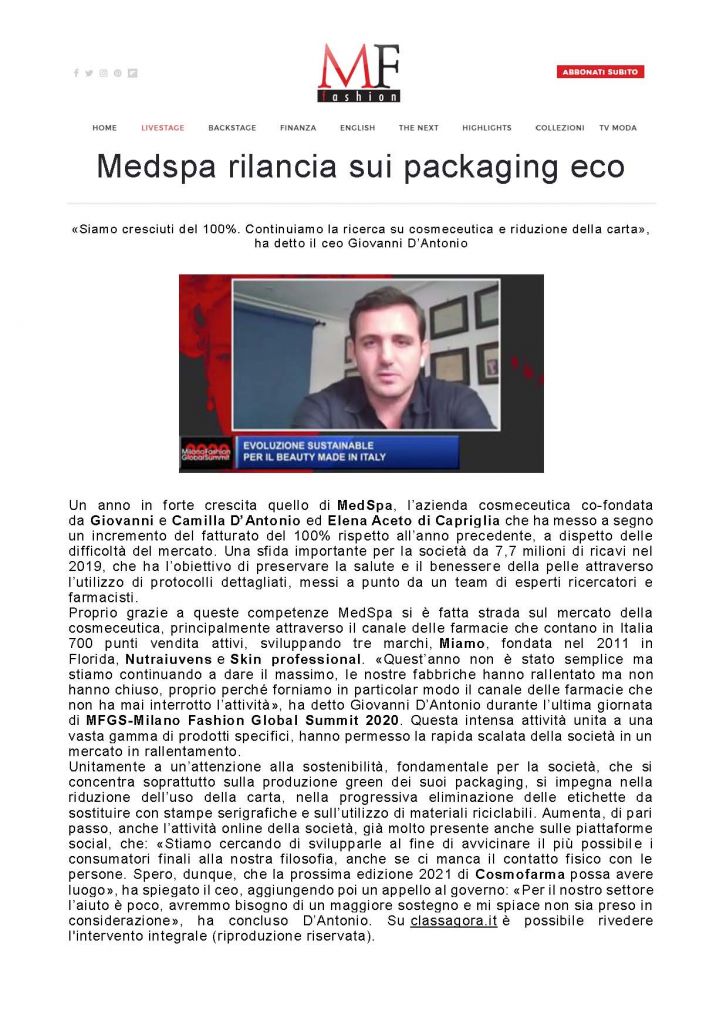 MF
fashion
ABBONATI SUBITO
HOME LIVESTAGE BACKSTAGE FINANZA ENGLISH THE NEXT HIGHLIGHTS COLLEZIONI TV MODA
Medspa rilancia sui packaging eco
«Siamo cresciuti del 100%. Continuiamo la ricerca su cosmeceutica e riduzione della carta»,
ha detto il ceo Giovanni D'Antonio
MilanoFashion
GlobalSummit
EVOLUZIONE SUSTAINABLE
PER IL BEAUTY MADE IN ITALY
Un anno in forte crescita quello di MedSpa, l'azienda cosmeceutica co-fondata
da Giovanni e Camilla D'Antonio ed Elena Aceto di Capriglia che ha messo a segno
un incremento del fatturato del 100% rispetto all'anno precedente, a dispetto delle
difficoltà del mercato. Una sfida importante per la società da 7,7 milioni di ricavi nel
2019, che ha l'obiettivo di preservare la salute e il benessere della pelle attraverso
l'utilizzo di protocolli dettagliati, messi a punto da un team di esperti ricercatori e
farmacisti.
Proprio grazie a queste competenze MedSpa si è fatta strada sul mercato della
cosmeceutica, principalmente attraverso il canale delle farmacie che contano in Italia
700 punti vendita attivi, sviluppando tre marchi, Miamo, fondata nel 2011 in
Florida, Nutraiuvens e Skin professional. «Quest'anno non è stato semplice ma
stiamo continuando a dare il massimo, le nostre fabbriche hanno rallentato ma non
hanno chiuso, proprio perché forniamo in particolar modo il canale delle farmacie che
non ha mai interrotto l'attività», ha detto Giovanni D'Antonio durante l'ultima giornata
di MFGS-Milano Fashion Global Summit 2020. Questa intensa attività unita a una
vasta gamma di prodotti specifici, hanno permesso la rapida scalata della società in un
mercato in rallentamento.
Unitamente a un'attenzione alla sostenibilità, fondamentale per la società, che si
concentra soprattutto sulla produzione green dei suoi packaging, si impegna nella
riduzione dell'uso della carta, nella progressiva eliminazione delle etichette da
sostituire con stampe serigrafiche e sull'utilizzo di materiali riciclabili. Aumenta, di pari
passo, anche l'attività online della società, già molto presente anche sulle piattaforme
social, che: «Stiamo cercando di svilupparle al fine di avvicinare il più possibile i
consumatori finali alla nostra filosofia, anche se ci manca il contatto fisico con le
persone. Spero, dunque, che la prossima edizione 2021 di Cosmofarma possa avere
luogo», ha spiegato il ceo, aggiungendo poi un appello al governo: «Per il nostro settore
l'aiuto è poco, avremmo bisogno di un maggiore sostegno e mi spiace non sia preso in
considerazione», ha concluso D'Antonio. Su classagora.it è possibile rivedere
l'intervento integrale (riproduzione riservata).